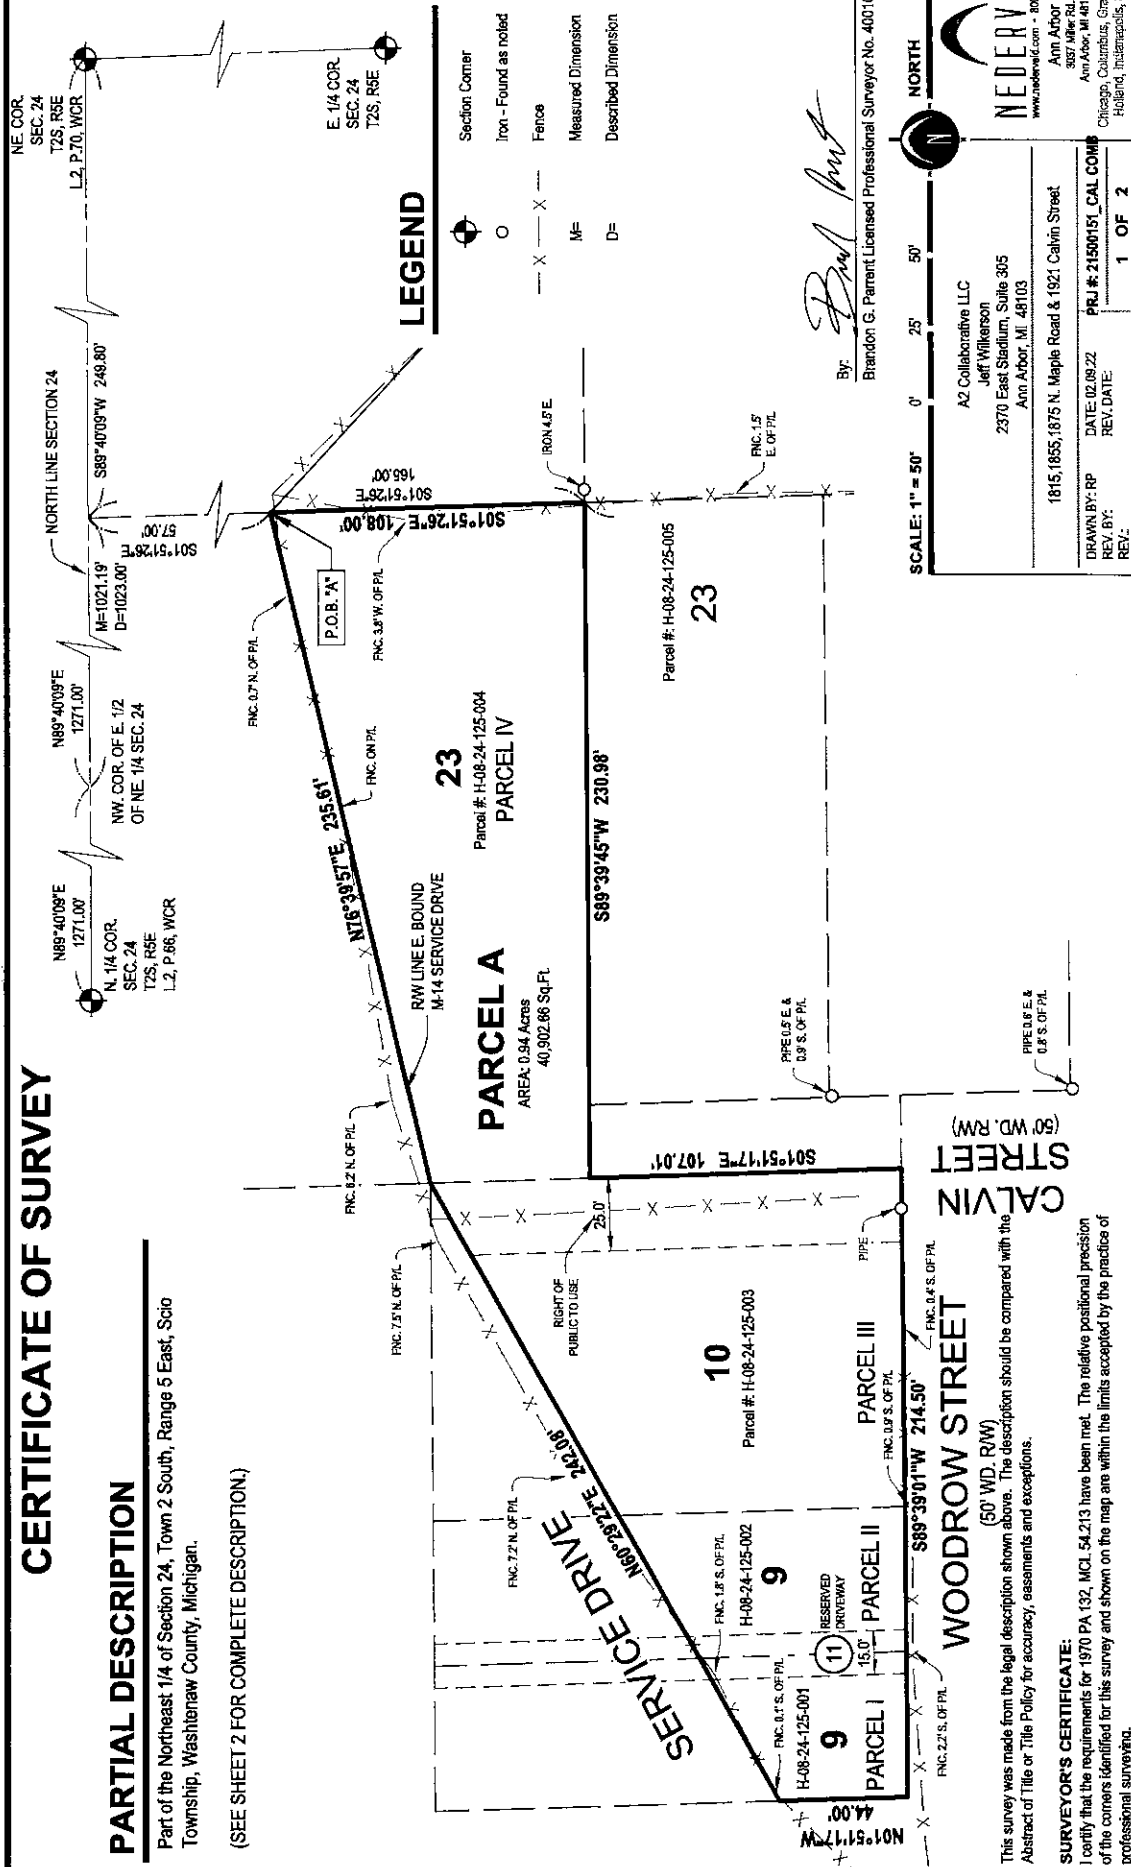 CERTIFICATE OF SURVEY
PARTIAL DESCRIPTION
Part of the Northeast 1/4 of Section 24, Town 2 South, Range 5 East, Scio
Township, Washtenaw County, Michigan.
(SEE SHEET 2 FOR COMPLETE DESCRIPTION.)
N89°40'09"E
1271.00'
N. 1/4 COR.
SEC. 24
T2S, R5E
L.2, P.66, WCR
N89°40'09"E
1271.00'
NW. COR. OF E. 1/2
OF NE. 1/4 SEC. 24
M=1021.19'
D=1023.00'
NORTH LINE SECTION 24
S89°40'09"W 249.80'
S01°51'26"E
57.00'
NE. COR.
SEC. 24
T2S, R5E
L.2, P.70, WCR
E. 1/4 COR.
SEC. 24
T2S, R5E
LEGEND
Section Corner
Iron - Found as noted
X X Fence
M= Measured Dimension
D= Described Dimension
FNC. 0.7' N. OF P/L
P.O.B. "A"
FNC. 3.8' W. OF P/L
FNC. ON P/L
S01°51'26"E 108.00'
S01°51'26"E
165.00'
IRON 4.5' E.
FNC. 1.5'
E. OF P/L
N76°39'57"E 235.61'
R/W LINE E. BOUND
M-14 SERVICE DRIVE
23
Parcel #: H-08-24-125-004
PARCEL IV
PARCEL A
AREA: 0.94 Acres
40,902.66 Sq.Ft.
S89°39'45"W 230.98'
Parcel #: H-08-24-125-005
23
FNC. 8.2' N. OF P/L
FNC. 7.5' N. OF P/L
FNC. 7.2' N. OF P/L
RIGHT OF
PUBLIC TO USE
25.0'
S01°51'17"E 107.01'
PIPE 0.5' E. &
0.9' S. OF P/L
PIPE 0.6' E. &
0.8' S. OF P/L
CALVIN
STREET
(50' WD. R/W)
PIPE
N60°29'22"E 242.08'
SERVICE DRIVE
10
Parcel #: H-08-24-125-003
PARCEL III
FNC. 0.9' S. OF P/L
FNC. 0.4' S. OF P/L
FNC. 1.8' S. OF P/L
H-08-24-125-002
9
PARCEL II
11
RESERVED
DRIVEWAY
15.0'
FNC. 0.1' S. OF P/L
H-08-24-125-001
9
PARCEL I
N01°51'17"W
44.00'
FNC. 2.2' S. OF P/L
S89°39'01"W 214.50'
WOODROW STREET
(50' WD. R/W)
This survey was made from the legal description shown above. The description should be compared with the
Abstract of Title or Title Policy for accuracy, easements and exceptions.
SURVEYOR'S CERTIFICATE:
I certify that the requirements for 1970 PA 132, MCL 54.213 have been met. The relative positional precision
of the corners identified for this survey and shown on the map are within the limits accepted by the practice of
professional surveying.
By:
Brandon G. Parrent Licensed Professional Surveyor No. 40010
SCALE: 1" = 50'
0' 25' 50'
NORTH
N
A2 Collaborative LLC
Jeff Wilkerson
2370 East Stadium, Suite 305
Ann Arbor, MI 48103
1815,1855,1875 N. Maple Road & 1921 Calvin Street
DRAWN BY: RP DATE: 02.09.22 PRJ #: 21500151_CAL COMB
REV. BY: REV. DATE:
REV.: 1 OF 2
NEDERV
www.nederveld.com - 800
Ann Arbor
3037 Miller Rd.
Ann Arbor, MI 481
Chicago, Columbus, Gra
Holland, Indianapolis,